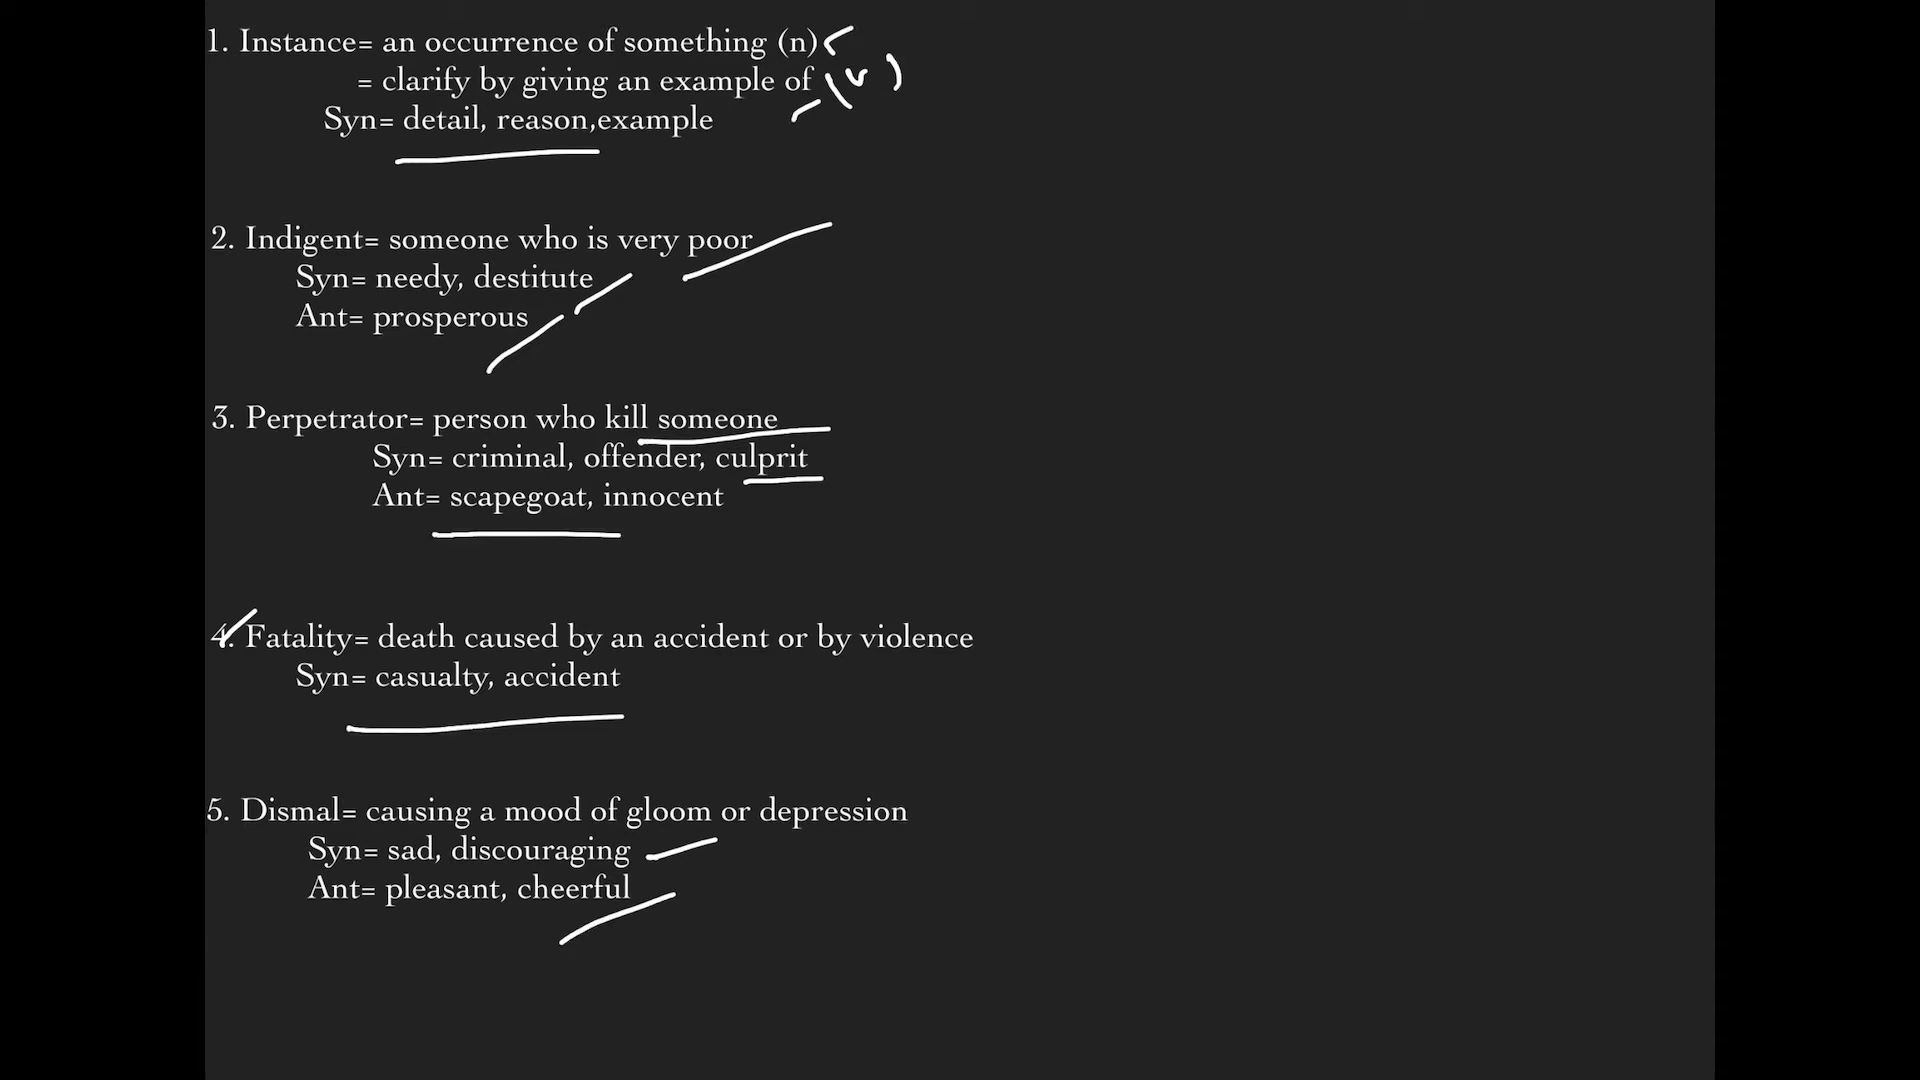 1. Instance= an occurrence of something (n)
= clarify by giving an example of (v)
Syn= detail, reason,example
2. Indigent= someone who is very poor
Syn= needy, destitute
Ant= prosperous
3. Perpetrator= person who kill someone
Syn= criminal, offender, culprit
Ant= scapegoat, innocent
4. Fatality= death caused by an accident or by violence
Syn= casualty, accident
5. Dismal= causing a mood of gloom or depression
Syn= sad, discouraging
Ant= pleasant, cheerful